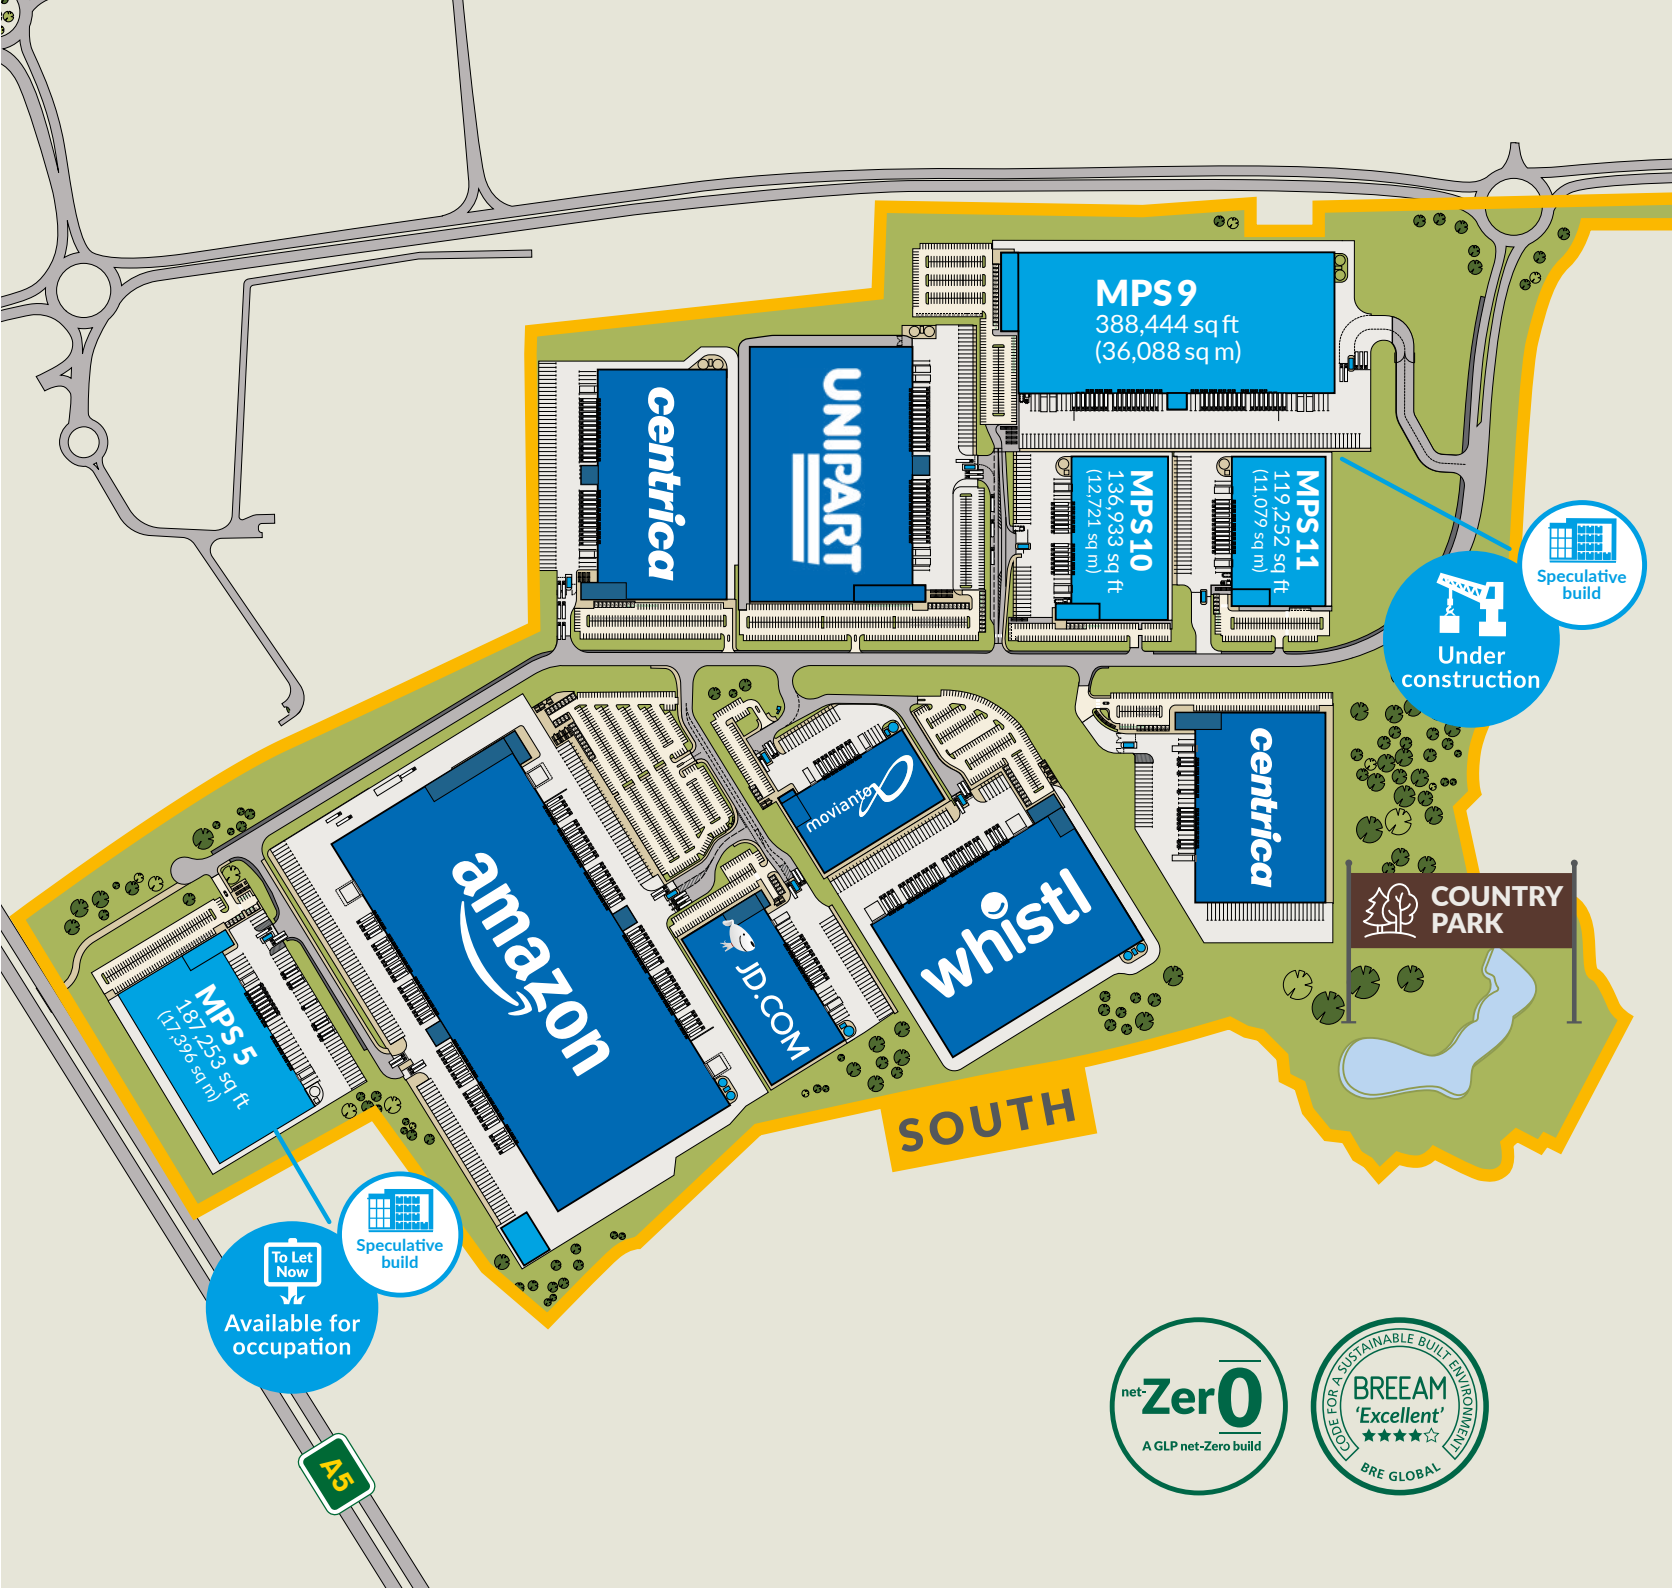 MPS 9
388,444 sq ft
(36,088 sq m)
centrica
UNIPART
MPS 10
136,933 sq ft
(12,721 sq m)
MPS 11
119,252 sq ft
(11,079 sq m)
Speculative
build
Under
construction
centrica
movianto
whistl
amazon
JD.COM
COUNTRY
PARK
MPS 5
187,253 sq ft
(17,396 sq m)
SOUTH
Speculative
build
To Let
Now
Available for
occupation
A5
net-Zer0
A GLP net-Zero build
CODE FOR A SUSTAINABLE BUILT ENVIRONMENT
BREEAM
‘Excellent’
BRE GLOBAL